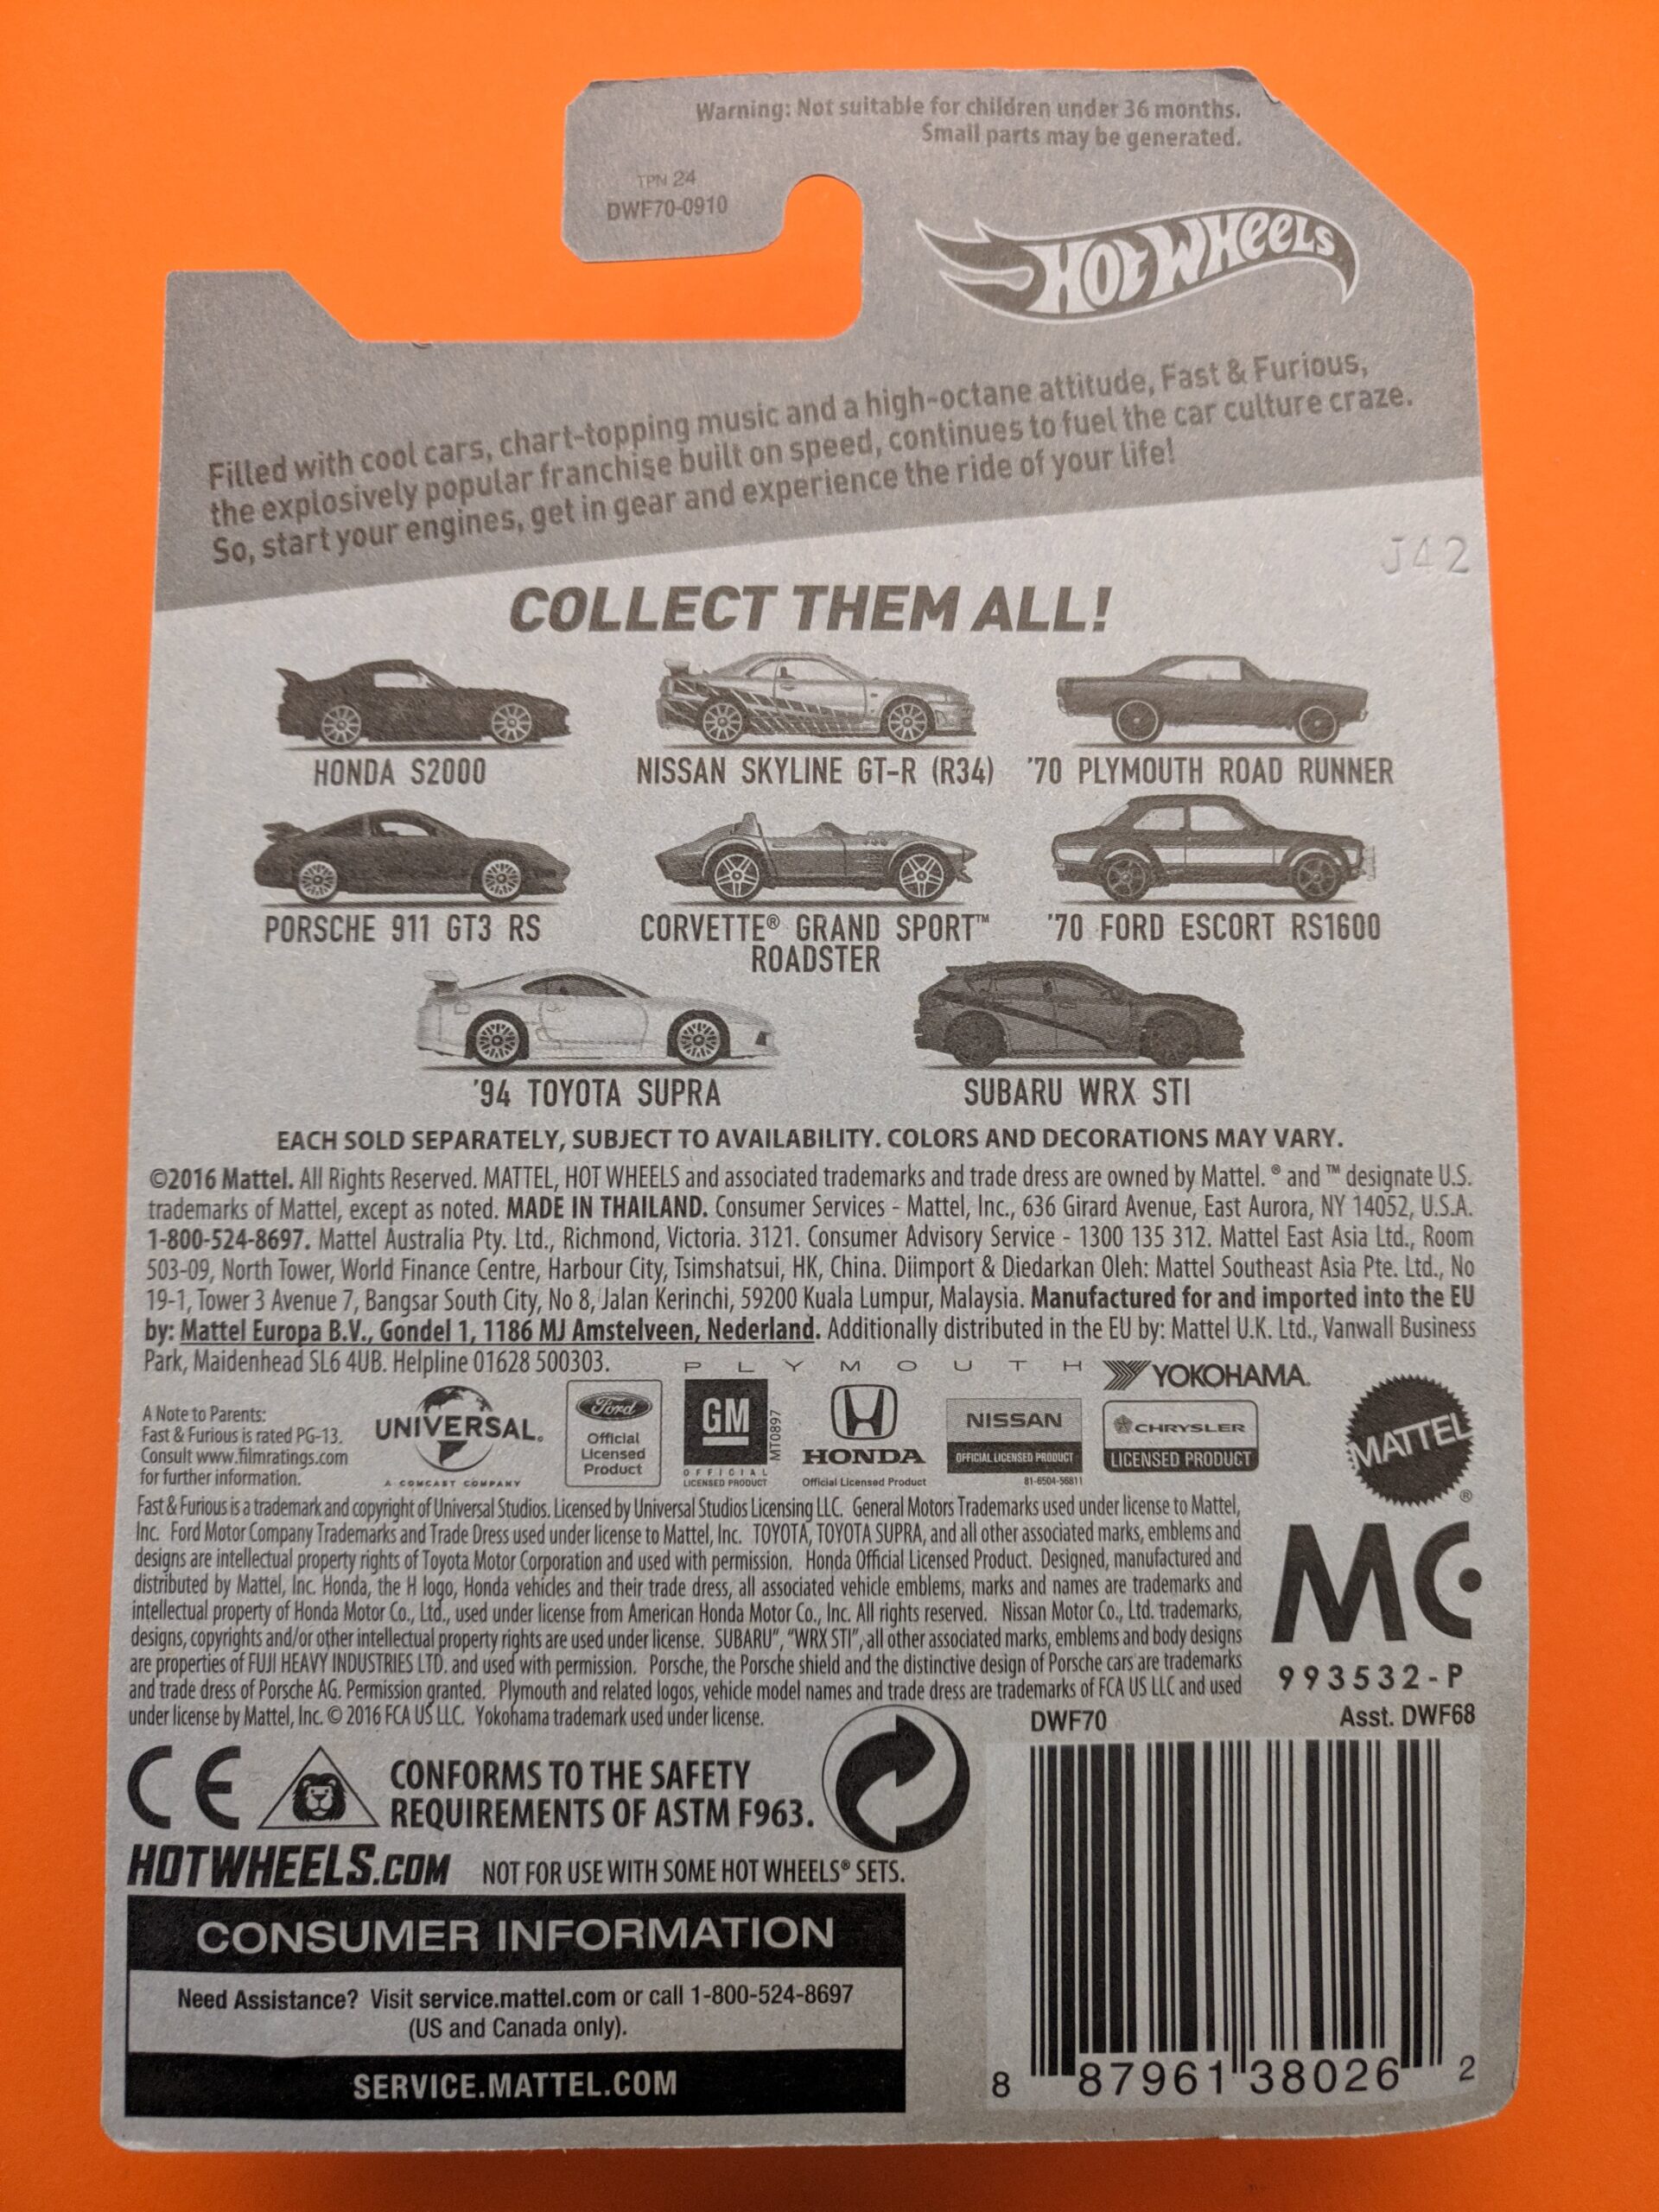 Warning: Not suitable for children under 36 months.
Small parts may be generated.
TPN 24
DWF70-0910
HOT WHEELS
Filled with cool cars, chart-topping music and a high-octane attitude, Fast & Furious,
the explosively popular franchise built on speed, continues to fuel the car culture craze.
So, start your engines, get in gear and experience the ride of your life!
J42
COLLECT THEM ALL!
HONDA S2000
NISSAN SKYLINE GT-R (R34)
'70 PLYMOUTH ROAD RUNNER
PORSCHE 911 GT3 RS
CORVETTE® GRAND SPORT™
ROADSTER
'70 FORD ESCORT RS1600
'94 TOYOTA SUPRA
SUBARU WRX STI
EACH SOLD SEPARATELY, SUBJECT TO AVAILABILITY. COLORS AND DECORATIONS MAY VARY.
©2016 Mattel. All Rights Reserved. MATTEL, HOT WHEELS and associated trademarks and trade dress are owned by Mattel. ® and ™ designate U.S.
trademarks of Mattel, except as noted. MADE IN THAILAND. Consumer Services - Mattel, Inc., 636 Girard Avenue, East Aurora, NY 14052, U.S.A.
1-800-524-8697. Mattel Australia Pty. Ltd., Richmond, Victoria. 3121. Consumer Advisory Service - 1300 135 312. Mattel East Asia Ltd., Room
503-09, North Tower, World Finance Centre, Harbour City, Tsimshatsui, HK, China. Diimport & Diedarkan Oleh: Mattel Southeast Asia Pte. Ltd., No
19-1, Tower 3 Avenue 7, Bangsar South City, No 8, Jalan Kerinchi, 59200 Kuala Lumpur, Malaysia. Manufactured for and imported into the EU
by: Mattel Europa B.V., Gondel 1, 1186 MJ Amstelveen, Nederland. Additionally distributed in the EU by: Mattel U.K. Ltd., Vanwall Business
Park, Maidenhead SL6 4UB. Helpline 01628 500303.
PLYMOUTH
YOKOHAMA.
A Note to Parents:
Fast & Furious is rated PG-13.
Consult www.filmratings.com
for further information.
UNIVERSAL.
A COMCAST COMPANY
Ford
Official
Licensed
Product
GM
MT0897
OFFICIAL
LICENSED PRODUCT
HONDA
Official Licensed Product
NISSAN
OFFICIAL LICENSED PRODUCT
81-6504-56811
CHRYSLER
LICENSED PRODUCT
MATTEL
®
Fast & Furious is a trademark and copyright of Universal Studios. Licensed by Universal Studios Licensing LLC. General Motors Trademarks used under license to Mattel,
Inc. Ford Motor Company Trademarks and Trade Dress used under license to Mattel, Inc. TOYOTA, TOYOTA SUPRA, and all other associated marks, emblems and
designs are intellectual property rights of Toyota Motor Corporation and used with permission. Honda Official Licensed Product. Designed, manufactured and
distributed by Mattel, Inc. Honda, the H logo, Honda vehicles and their trade dress, all associated vehicle emblems, marks and names are trademarks and
intellectual property of Honda Motor Co., Ltd., used under license from American Honda Motor Co., Inc. All rights reserved. Nissan Motor Co., Ltd. trademarks,
designs, copyrights and/or other intellectual property rights are used under license. SUBARU", "WRX STI", all other associated marks, emblems and body designs
are properties of FUJI HEAVY INDUSTRIES LTD. and used with permission. Porsche, the Porsche shield and the distinctive design of Porsche cars are trademarks
and trade dress of Porsche AG. Permission granted. Plymouth and related logos, vehicle model names and trade dress are trademarks of FCA US LLC and used
under license by Mattel, Inc. © 2016 FCA US LLC. Yokohama trademark used under license.
MC
993532-P
DWF70
Asst. DWF68
CE
CONFORMS TO THE SAFETY
REQUIREMENTS OF ASTM F963.
HOTWHEELS.COM
NOT FOR USE WITH SOME HOT WHEELS® SETS.
CONSUMER INFORMATION
Need Assistance? Visit service.mattel.com or call 1-800-524-8697
(US and Canada only).
SERVICE.MATTEL.COM
8 87961 38026 2